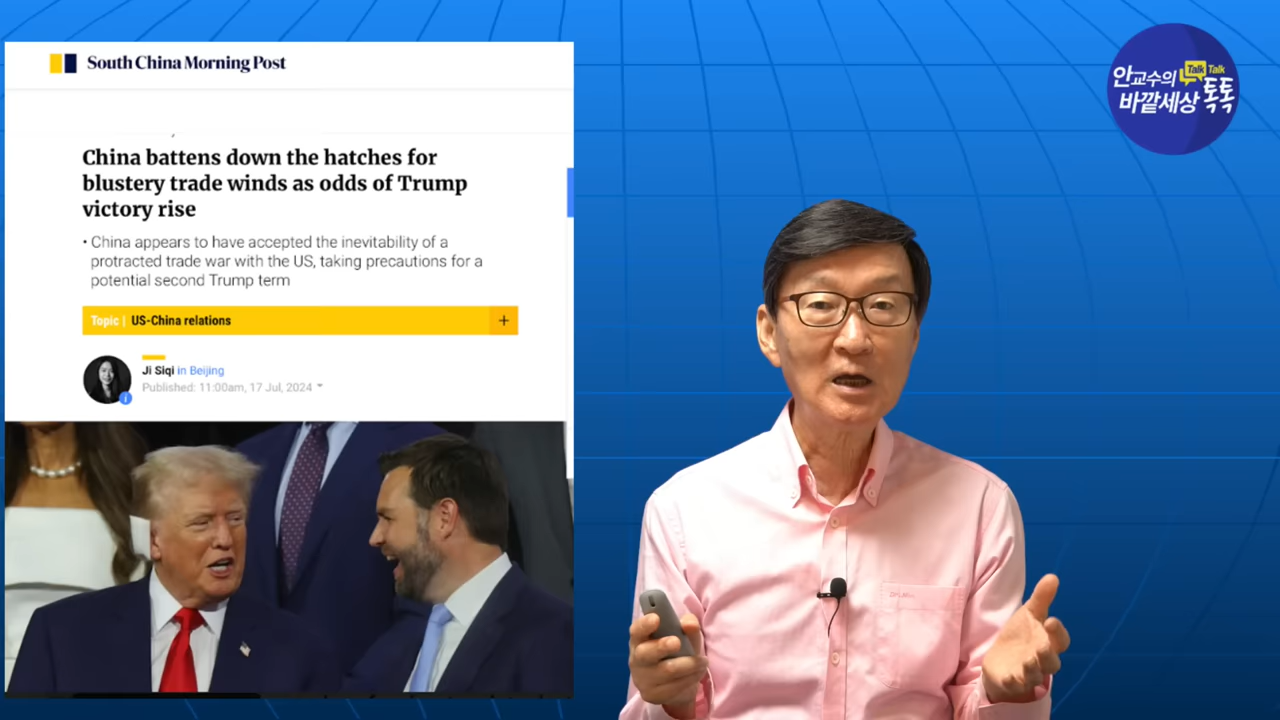 South China Morning Post
China battens down the hatches for
blustery trade winds as odds of Trump
victory rise
• China appears to have accepted the inevitability of a
protracted trade war with the US, taking precautions for a
potential second Trump term
Topic | US-China relations +
Ji Siqi in Beijing
Published: 11:00am, 17 Jul, 2024
안교수의 Talk Talk
바깥세상 톡톡